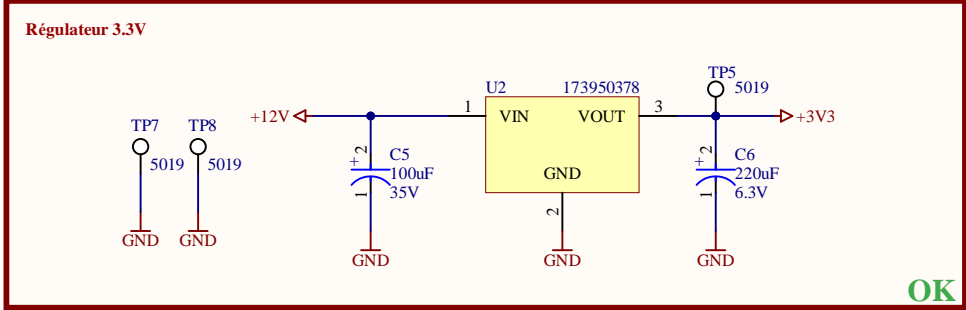 Régulateur 3.3V
TP5
5019
U2 173950378
+12V 1 VIN VOUT 3 +3V3
TP7 TP8
5019 5019
2 C5 2 C6
+ 100uF GND + 220uF
1 35V 1 6.3V
2
GND GND
GND GND GND
OK